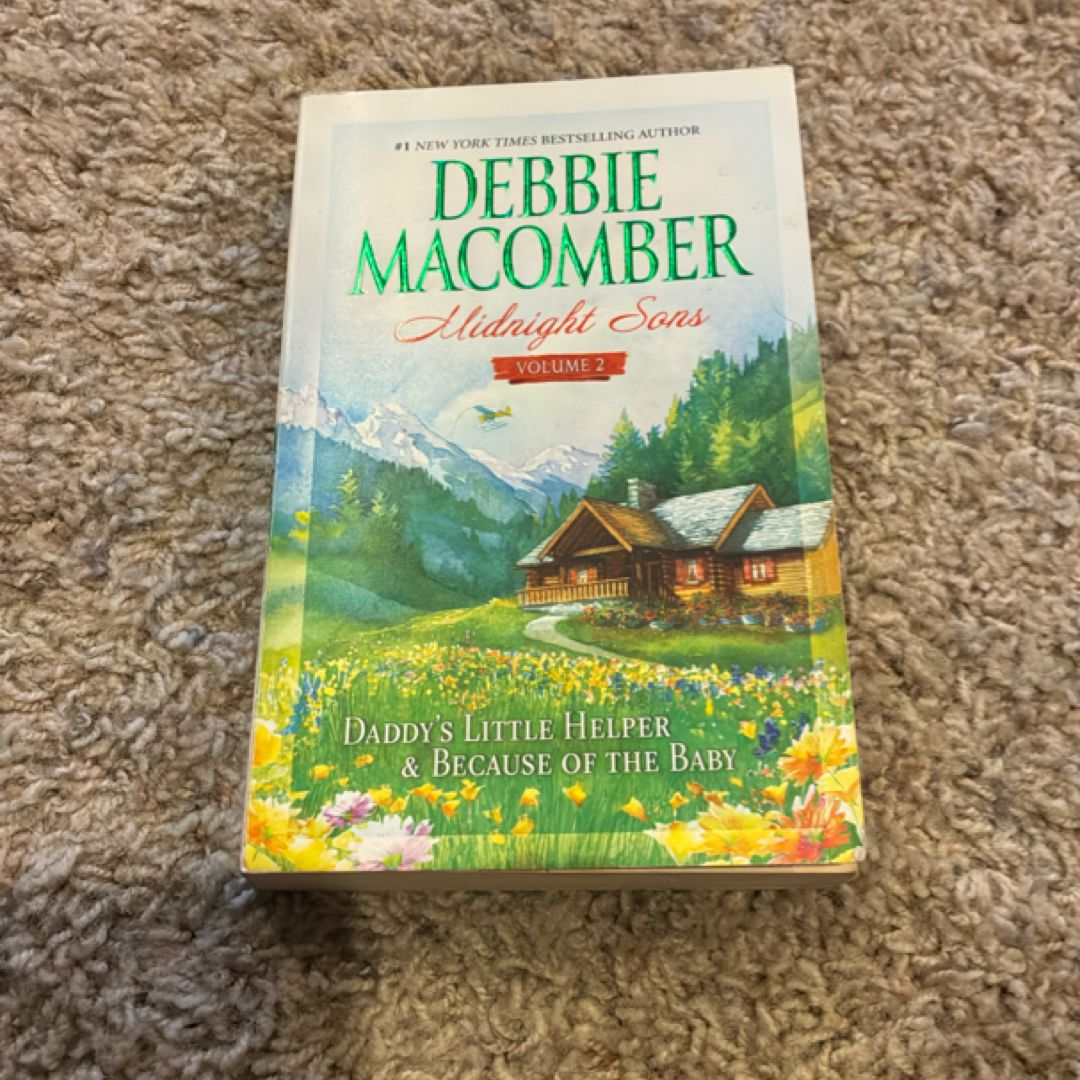 #1 NEW YORK TIMES BESTSELLING AUTHOR
DEBBIE
MACOMBER
Midnight Sons
VOLUME 2
DADDY'S LITTLE HELPER
& BECAUSE OF THE BABY